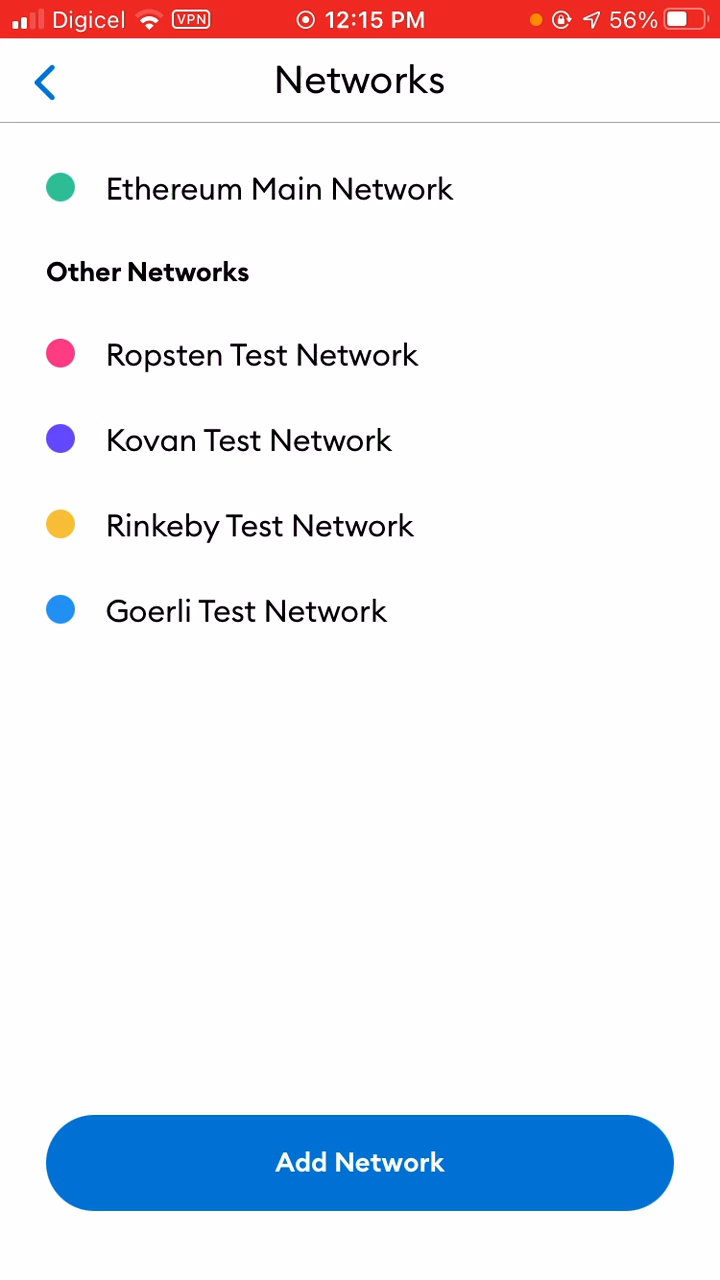 Digicel VPN 12:15 PM 56%
Networks
Ethereum Main Network
Other Networks
Ropsten Test Network
Kovan Test Network
Rinkeby Test Network
Goerli Test Network
Add Network